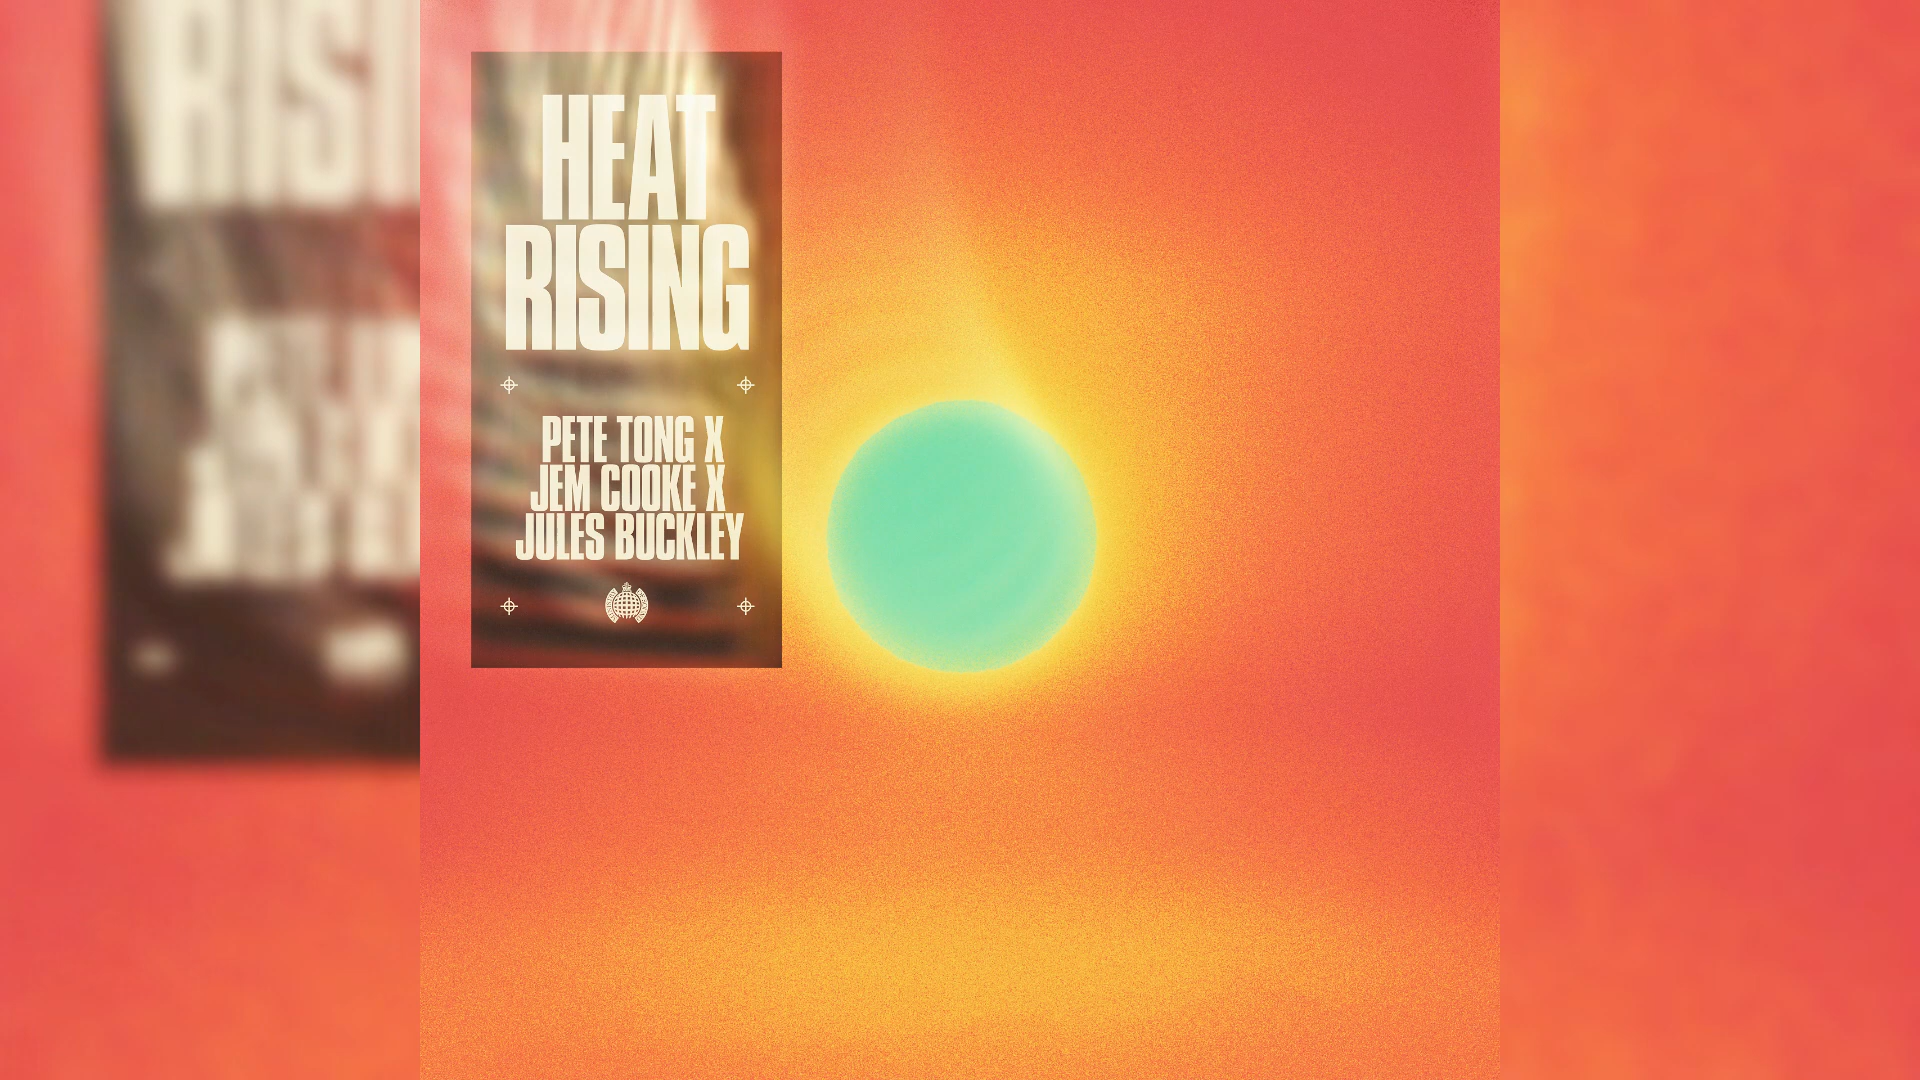 HEAT
RISING
PETE TONG X
JEM COOKE X
JULES BUCKLEY